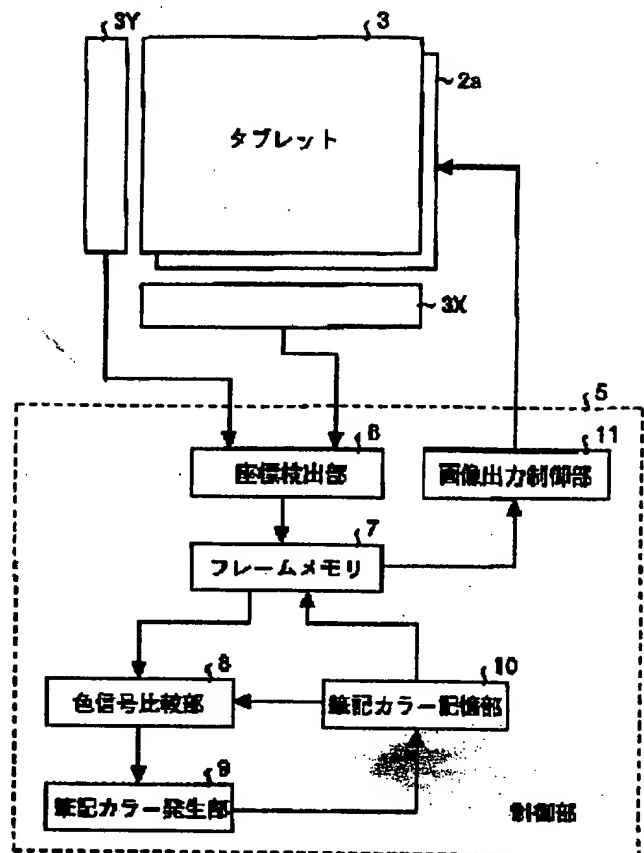 3Y
3
2a
タブレット
3X
5
6
11
座標検出部
画像出力制御部
7
フレームメモリ
8
10
色信号比較部
筆記カラー記憶部
9
筆記カラー発生部
制御部